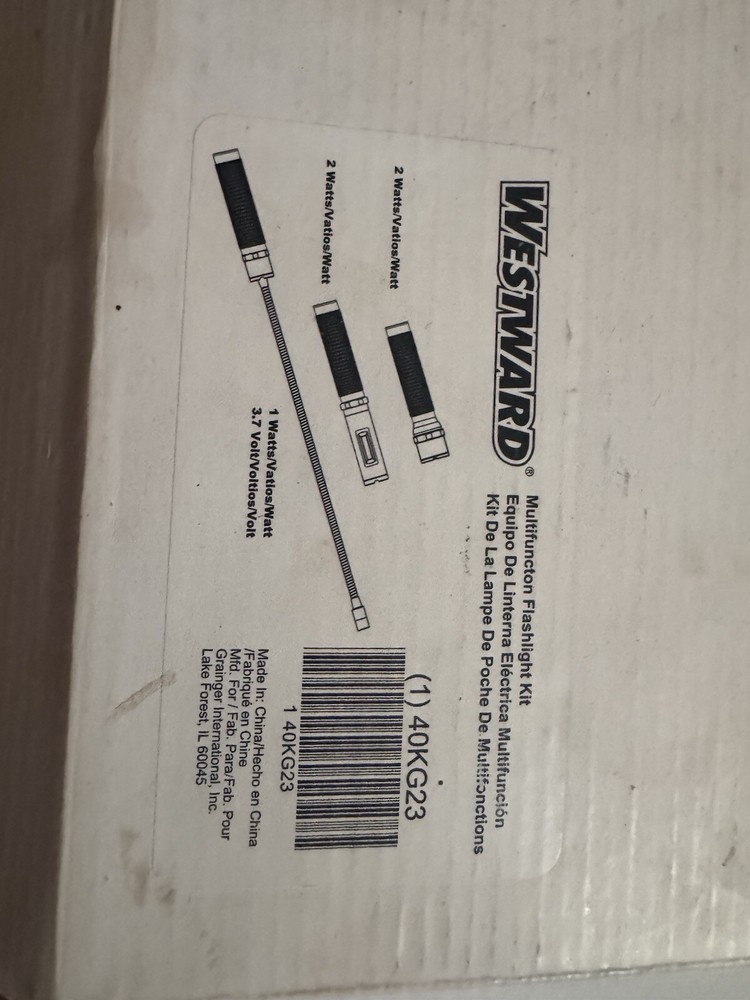 WESTWARD®
Multifuncton Flashlight Kit
Equipo De Linterna Eléctrica Multifunción
Kit De La Lampe De Poche De Multifonctions
2 Watts/Vatios/Watt
2 Watts/Vatios/Watt
1 Watts/Vatios/Watt
3.7 Volt/Voltios/Volt
(1) 40KG23
1 40KG23
Made In: China/Hecho en China
/Fabriqué en Chine
Mfd. For / Fab. Para/Fab. Pour
Grainger International, Inc.
Lake Forest, IL 60045